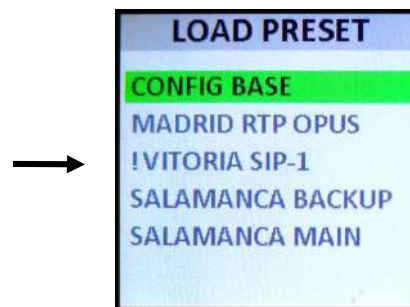 LOAD PRESET
CONFIG BASE
MADRID RTP OPUS
!VITORIA SIP-1
SALAMANCA BACKUP
SALAMANCA MAIN